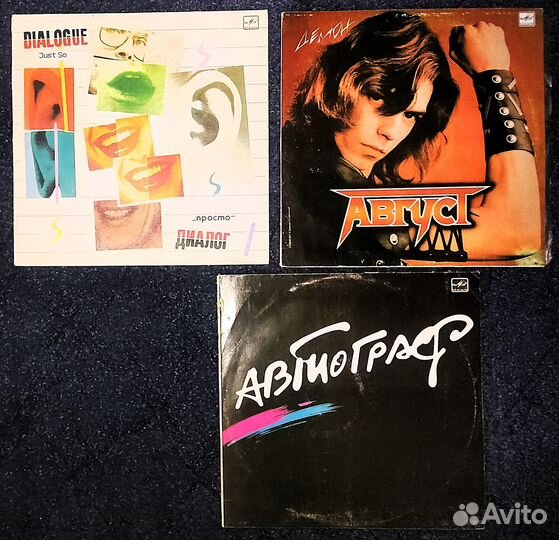 DIALOGUE
Just So
„просто“
ДИАЛОГ
ДЕМОН
АВГУСТ
АВТОГРАФ
Avito